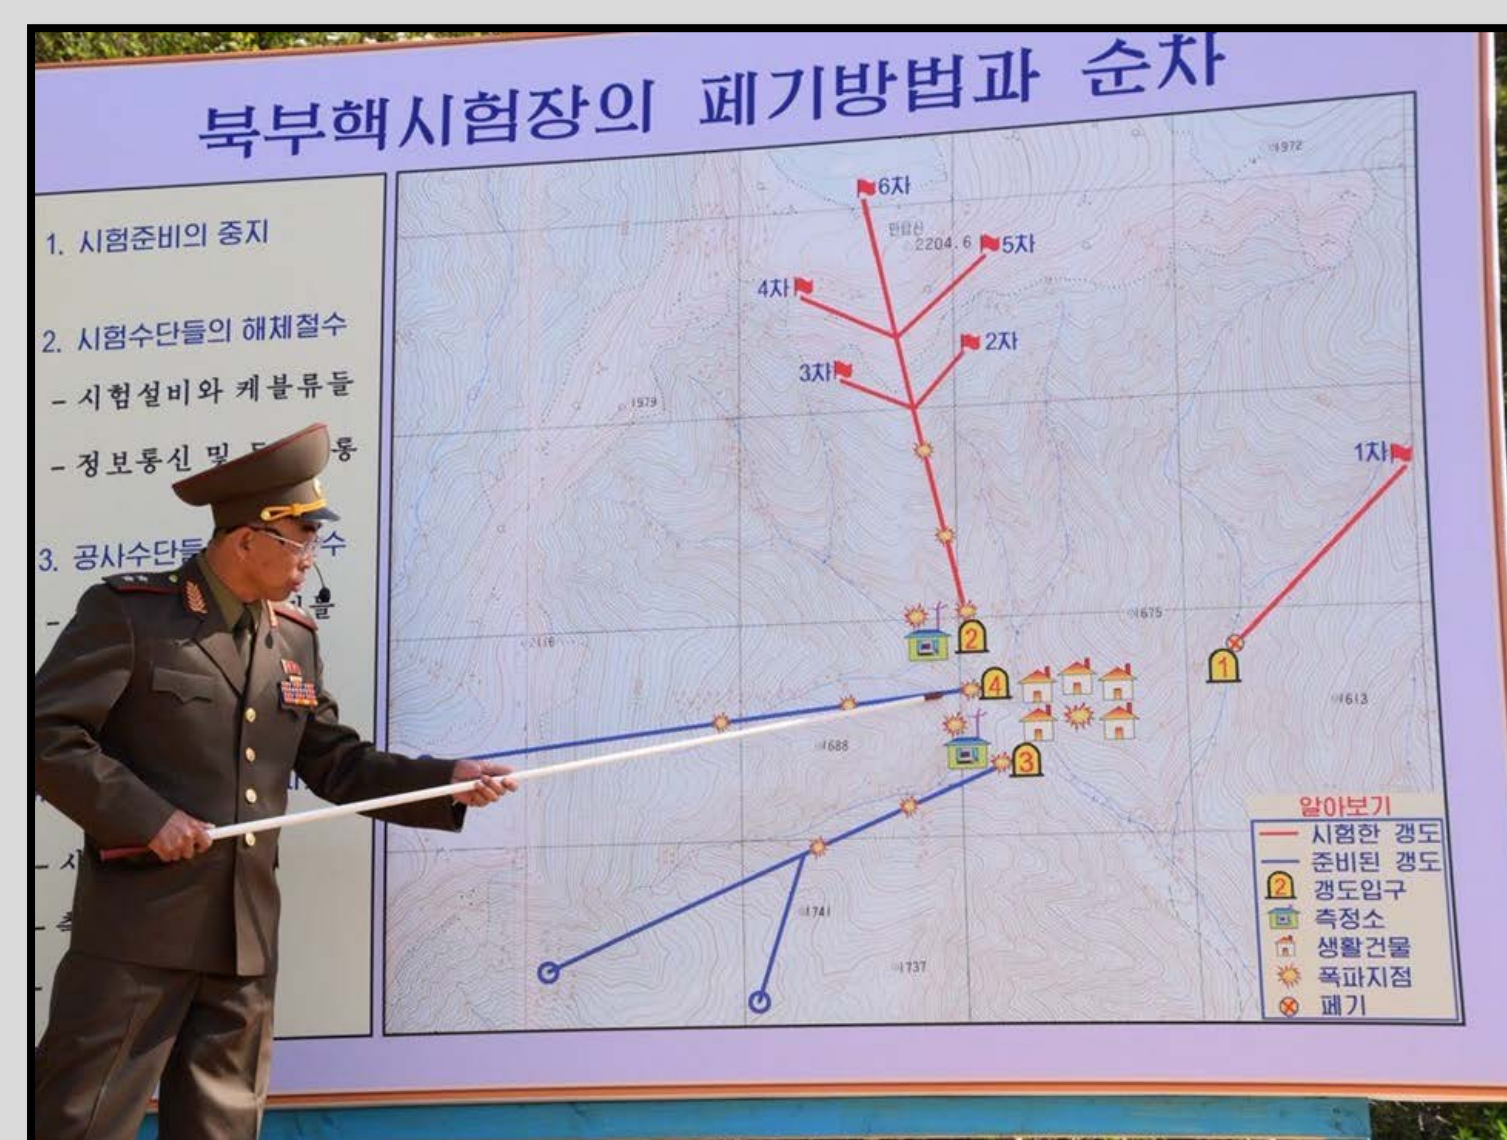 북부핵시험장의 페기방법과 순차
1. 시험준비의 중지
2. 시험수단들의 해체철수
- 시험설비와 케블류들
- 정보통신 및
통
3. 공사수단들
수
들
6차
만탑산
2204.6
5차
4차
2차
3차
1차
1972
1979
2116
1675
1613
1688
1741
1737
2
1
4
3
알아보기
시험한 갱도
준비된 갱도
2 갱도입구
측정소
생활건물
폭파지점
페기